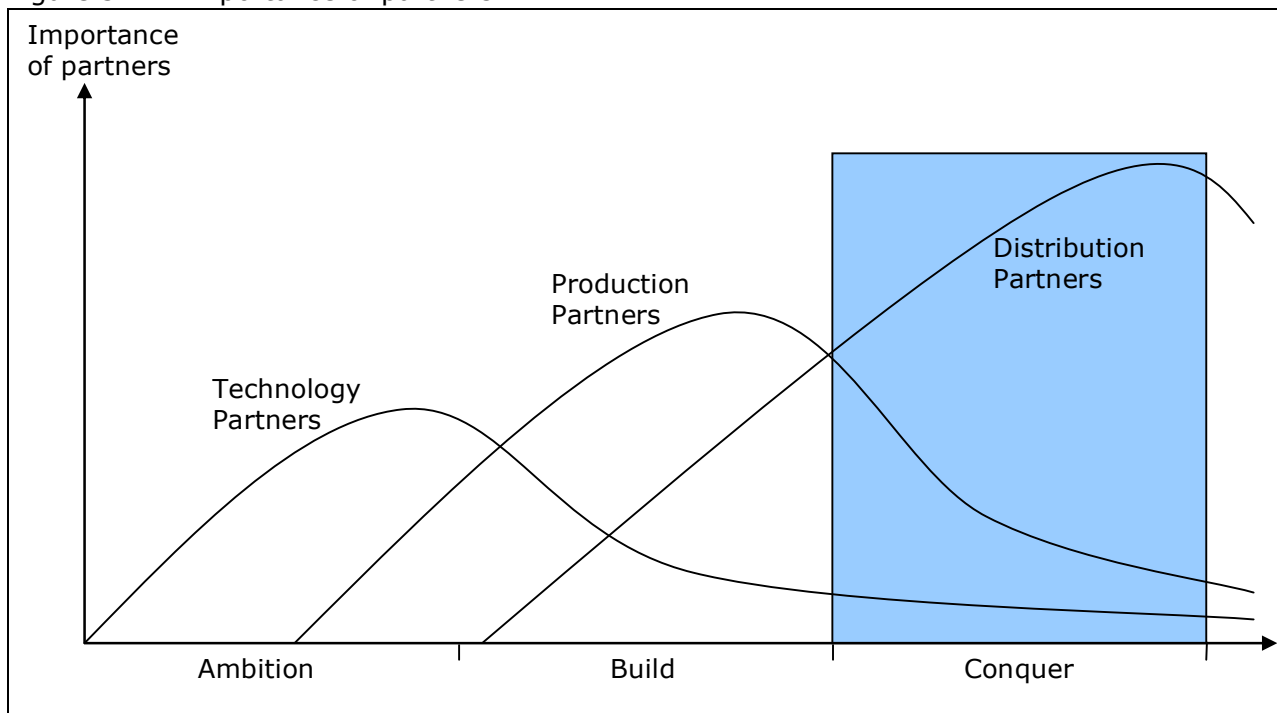 Importance
of partners
Distribution
Partners
Production
Partners
Technology
Partners
Ambition
Build
Conquer